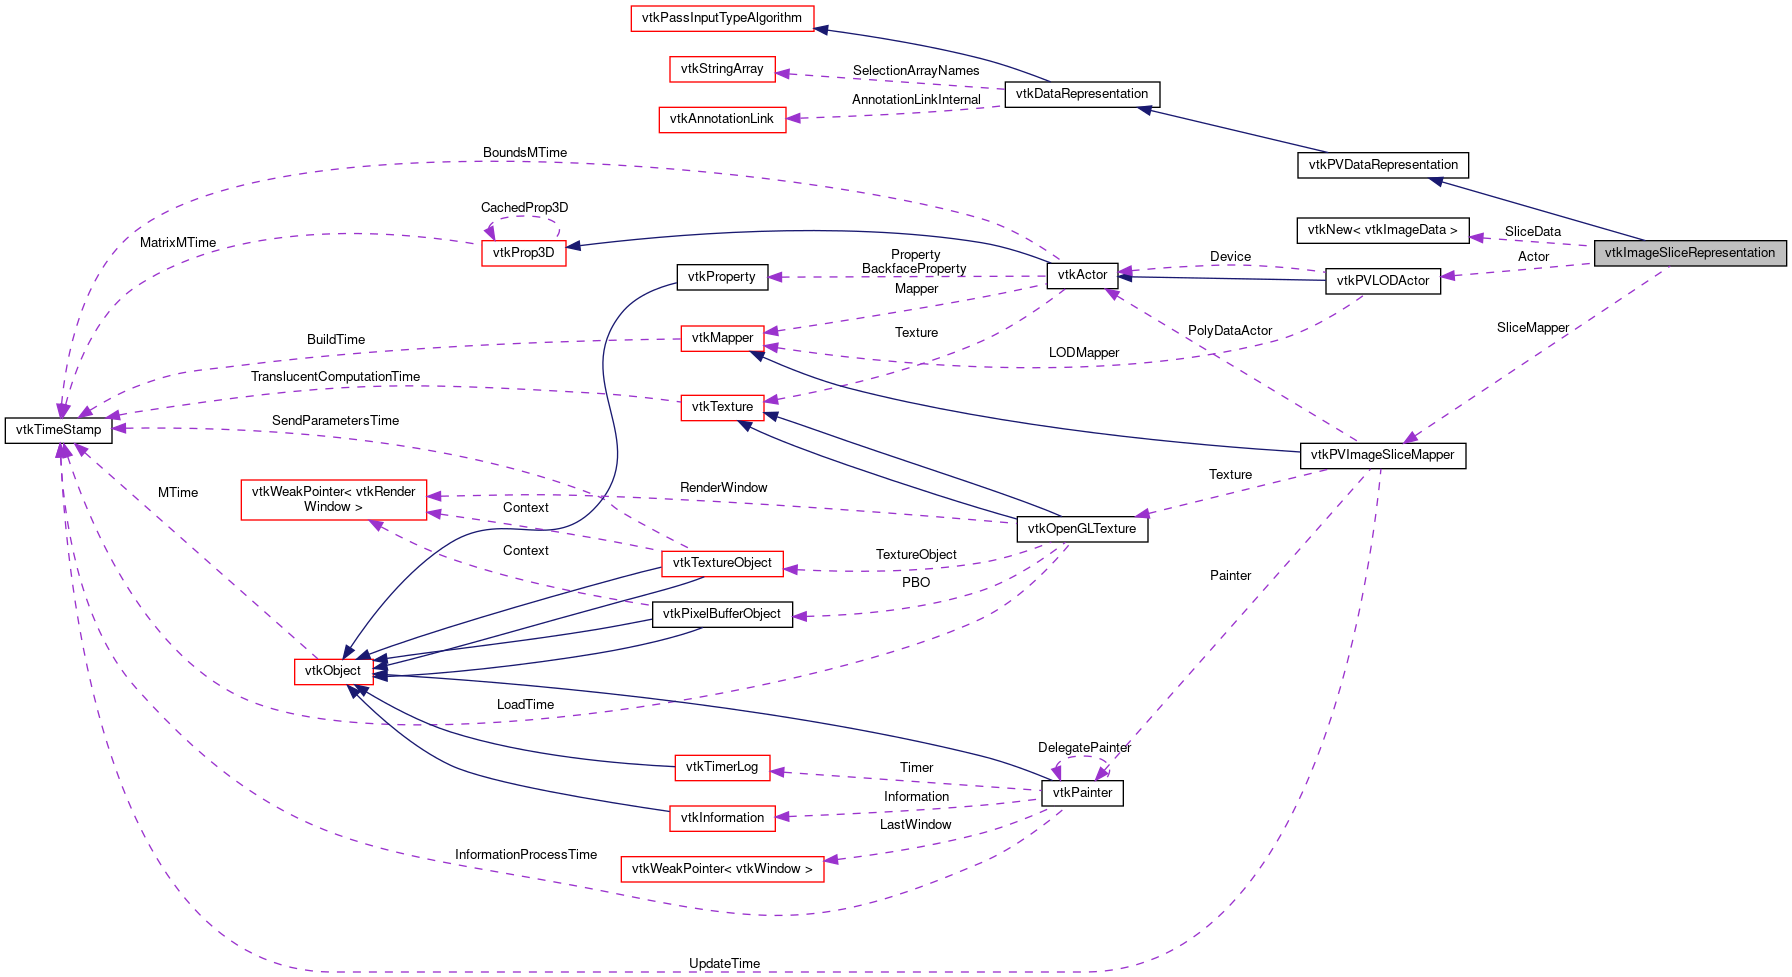 vtkPassInputTypeAlgorithm
vtkStringArray
SelectionArrayNames
vtkDataRepresentation
AnnotationLinkInternal
vtkAnnotationLink
BoundsMTime
vtkPVDataRepresentation
CachedProp3D
MatrixMTime
vtkProp3D
vtkNew< vtkImageData >
SliceData
vtkImageSliceRepresentation
Property
BackfaceProperty
Device
Actor
vtkProperty
vtkActor
vtkPVLODActor
Mapper
BuildTime
vtkMapper
Texture
PolyDataActor
SliceMapper
LODMapper
TranslucentComputationTime
vtkTexture
SendParametersTime
vtkTimeStamp
vtkPVImageSliceMapper
MTime
vtkWeakPointer< vtkRender
Window >
RenderWindow
Texture
Context
vtkOpenGLTexture
Context
vtkTextureObject
TextureObject
PBO
Painter
vtkPixelBufferObject
vtkObject
LoadTime
DelegatePainter
vtkTimerLog
Timer
vtkPainter
Information
vtkInformation
LastWindow
InformationProcessTime
vtkWeakPointer< vtkWindow >
UpdateTime